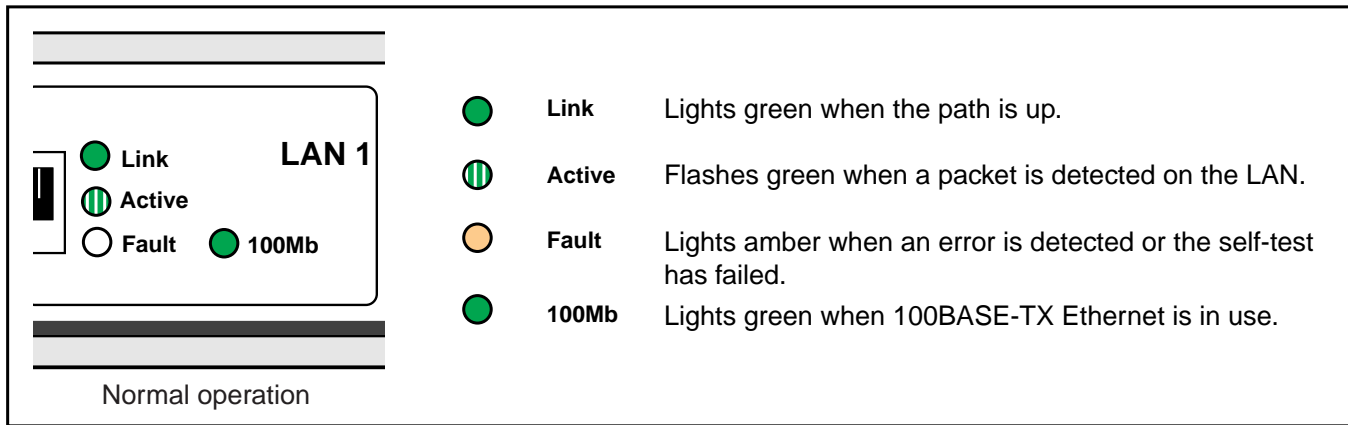 Link LAN 1
Active
Fault 100Mb
Normal operation
Link Lights green when the path is up.
Active Flashes green when a packet is detected on the LAN.
Fault Lights amber when an error is detected or the self-test
has failed.
100Mb Lights green when 100BASE-TX Ethernet is in use.